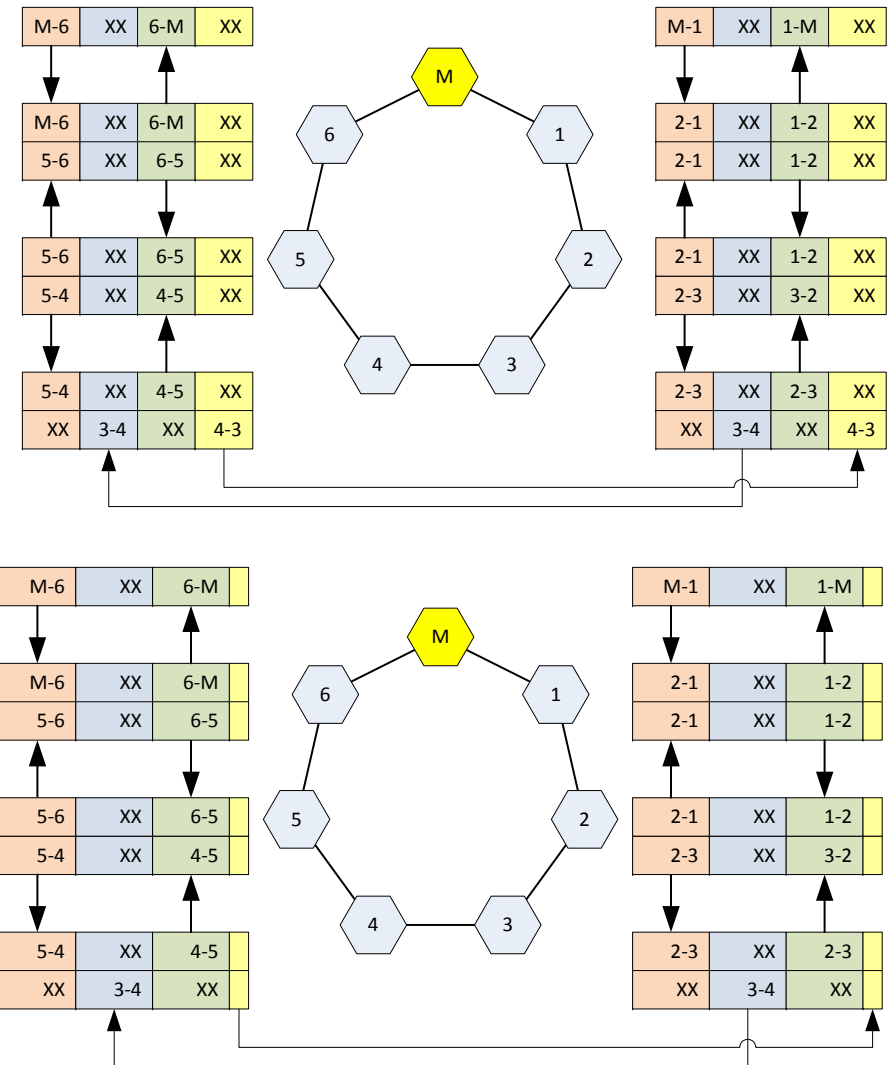 M-6 XX 6-M XX
M-1 XX 1-M XX
M
M-6 XX 6-M XX
6
1
2-1 XX 1-2 XX
5-6 XX 6-5 XX
2-1 XX 1-2 XX
5-6 XX 6-5 XX
5
2
2-1 XX 1-2 XX
5-4 XX 4-5 XX
2-3 XX 3-2 XX
4
3
5-4 XX 4-5 XX
2-3 XX 2-3 XX
XX 3-4 XX 4-3
XX 3-4 XX 4-3
M-6 XX 6-M
M-1 XX 1-M
M
M-6 XX 6-M
6
1
2-1 XX 1-2
5-6 XX 6-5
2-1 XX 1-2
5-6 XX 6-5
5
2
2-1 XX 1-2
5-4 XX 4-5
2-3 XX 3-2
4
3
5-4 XX 4-5
2-3 XX 2-3
XX 3-4 XX
XX 3-4 XX